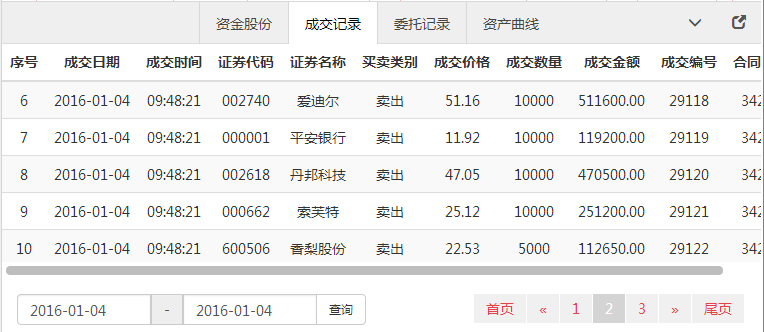 资金股份 成交记录 委托记录 资产曲线
序号 成交日期 成交时间 证券代码 证券名称 买卖类别 成交价格 成交数量 成交金额 成交编号 合同
6 2016-01-04 09:48:21 002740 爱迪尔 卖出 51.16 10000 511600.00 29118 342
7 2016-01-04 09:48:21 000001 平安银行 卖出 11.92 10000 119200.00 29119 342
8 2016-01-04 09:48:21 002618 丹邦科技 卖出 47.05 10000 470500.00 29120 342
9 2016-01-04 09:48:21 000662 索芙特 卖出 25.12 10000 251200.00 29121 342
10 2016-01-04 09:48:21 600506 香梨股份 卖出 22.53 5000 112650.00 29122 342
2016-01-04 - 2016-01-04 查询 首页 « 1 2 3 » 尾页